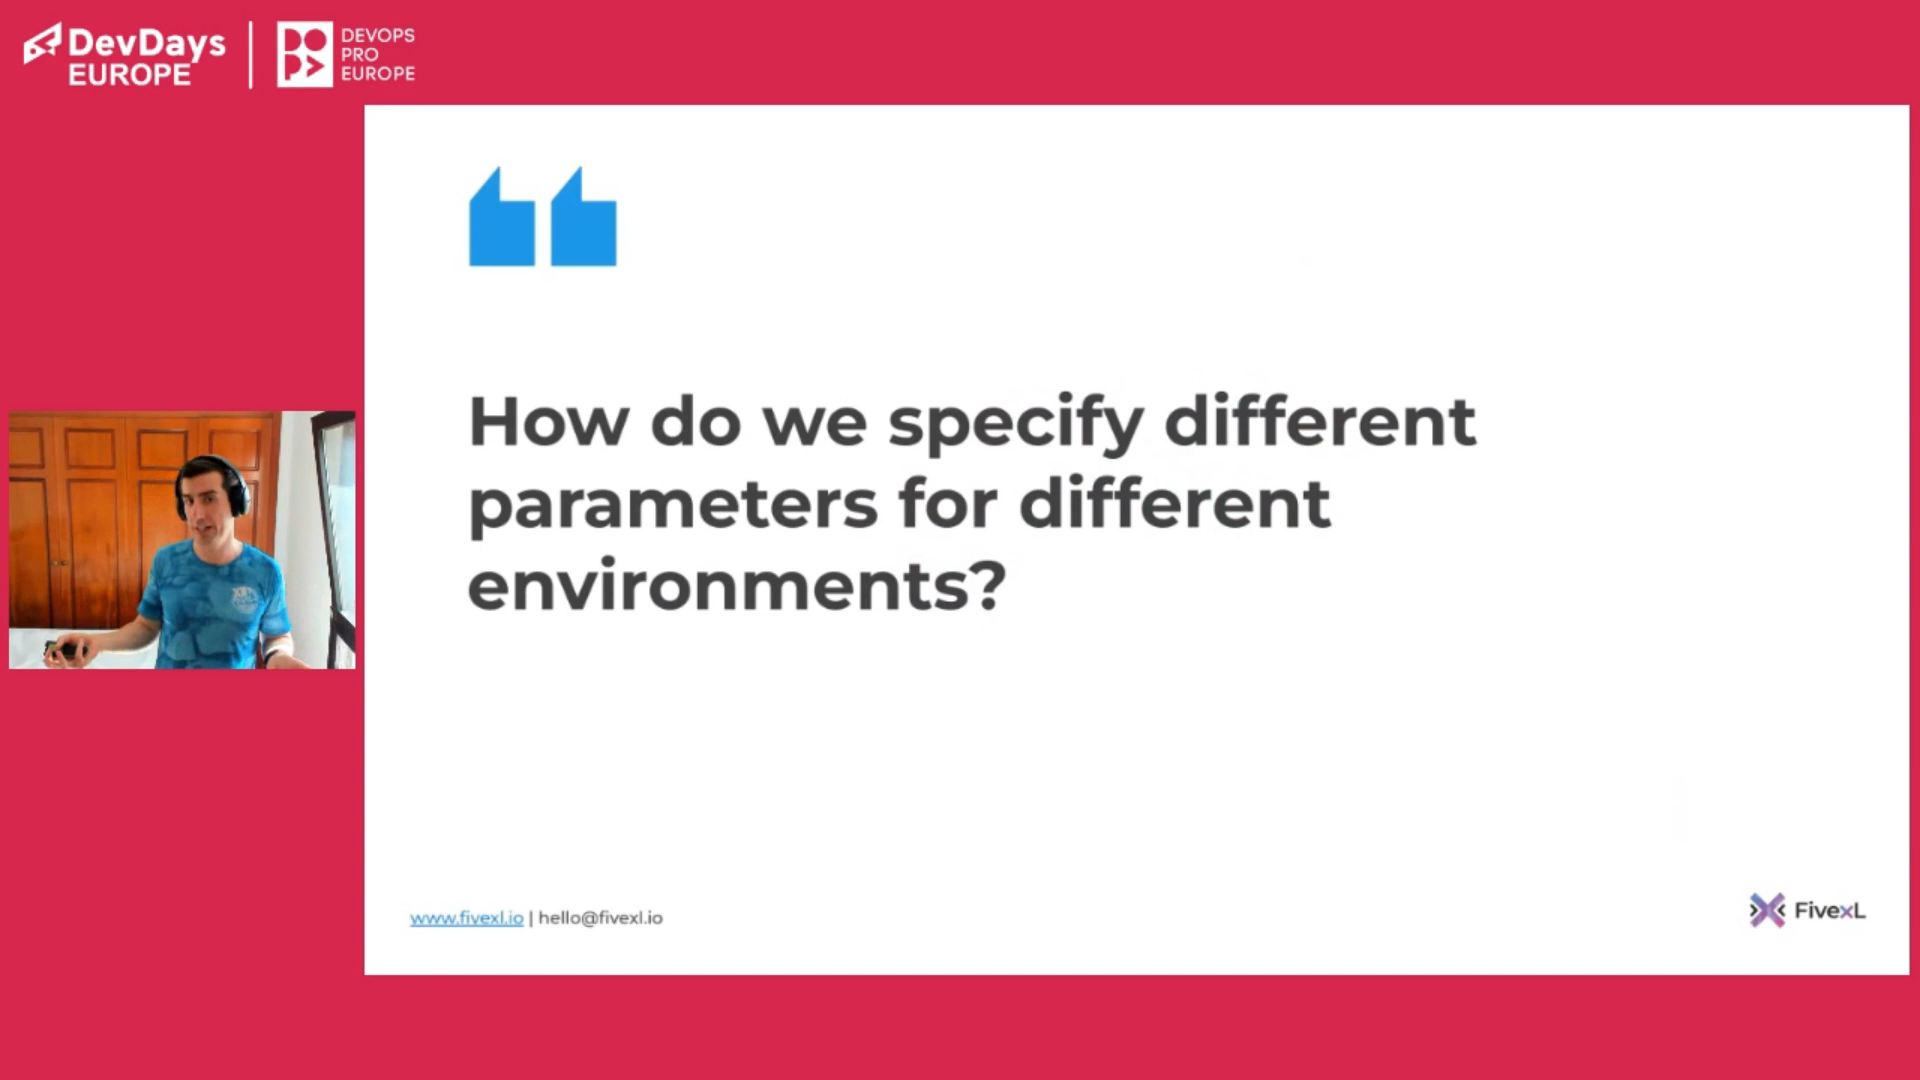 DevDays
EUROPE
DEVOPS
PRO
EUROPE
How do we specify different
parameters for different
environments?
www.fivexl.io | hello@fivexl.io
FivexL